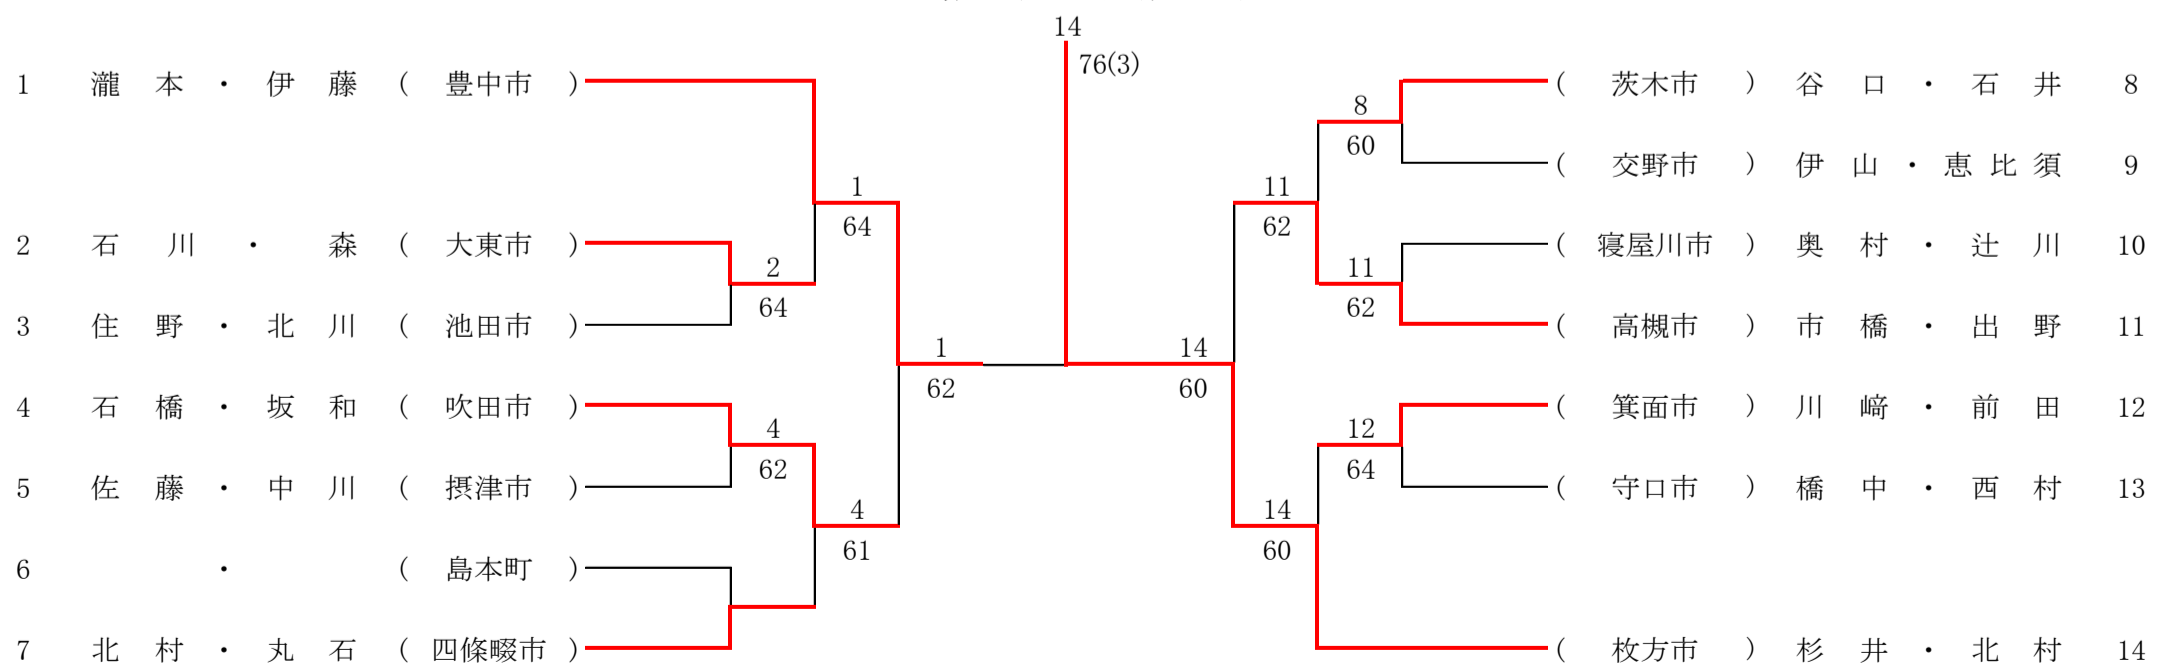 14
76(3)
1 瀧本・伊藤 ( 豊中市 )
( 茨木市 ) 谷口・石井 8
8
60
( 交野市 ) 伊山・恵比須 9
1
64
11
62
2 石川・森 ( 大東市 )
( 寝屋川市 ) 奥村・辻川 10
2
64
11
62
3 住野・北川 ( 池田市 )
( 高槻市 ) 市橋・出野 11
1
62
14
60
4 石橋・坂和 ( 吹田市 )
( 箕面市 ) 川﨑・前田 12
4
62
12
64
5 佐藤・中川 ( 摂津市 )
( 守口市 ) 橋中・西村 13
4
61
14
60
6 ・ ( 島本町 )
7 北村・丸石 ( 四條畷市 )
( 枚方市 ) 杉井・北村 14